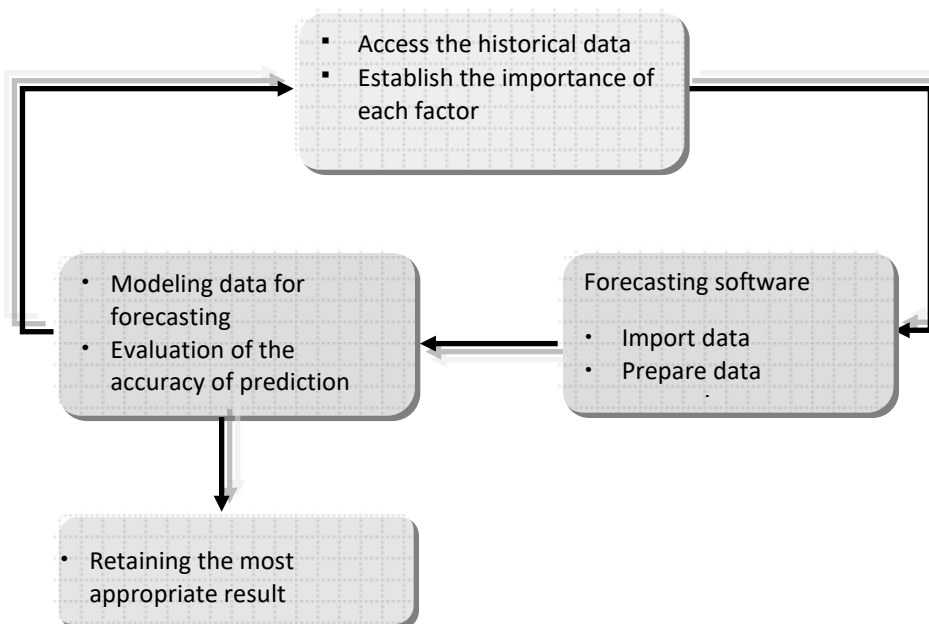 ▪ Access the historical data
▪ Establish the importance of
each factor
Forecasting software
• Import data
• Prepare data
• Modeling data for
forecasting
• Evaluation of the
accuracy of prediction
• Retaining the most
appropriate result